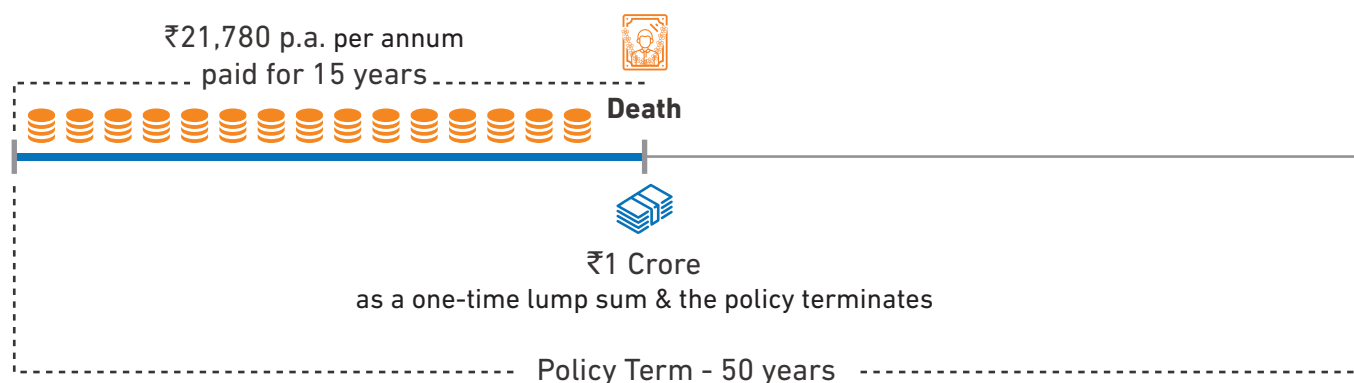 ₹21,780 p.a. per annum
paid for 15 years
Death
₹1 Crore
as a one-time lump sum & the policy terminates
Policy Term - 50 years